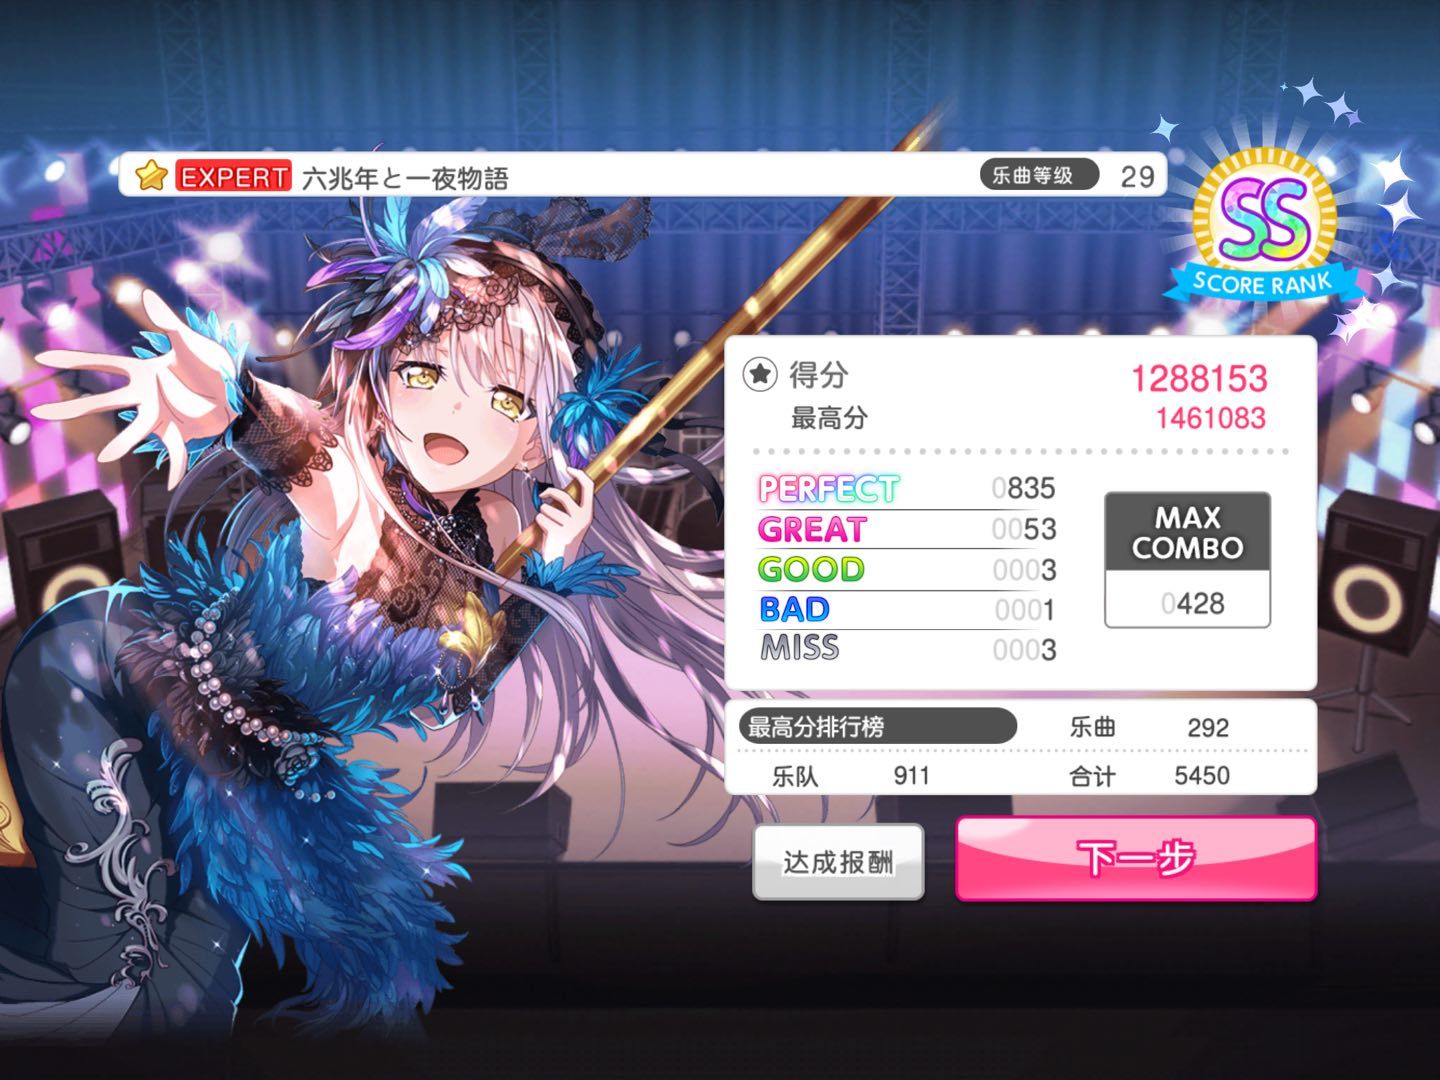 EXPERT 六兆年と一夜物語 乐曲等级 29
SS
SCORE RANK
得分 1288153
最高分 1461083
PERFECT 0835
GREAT 0053
GOOD 0003
BAD 0001
MISS 0003
MAX
COMBO
0428
最高分排行榜 乐曲 292
乐队 911 合计 5450
达成报酬
下一步